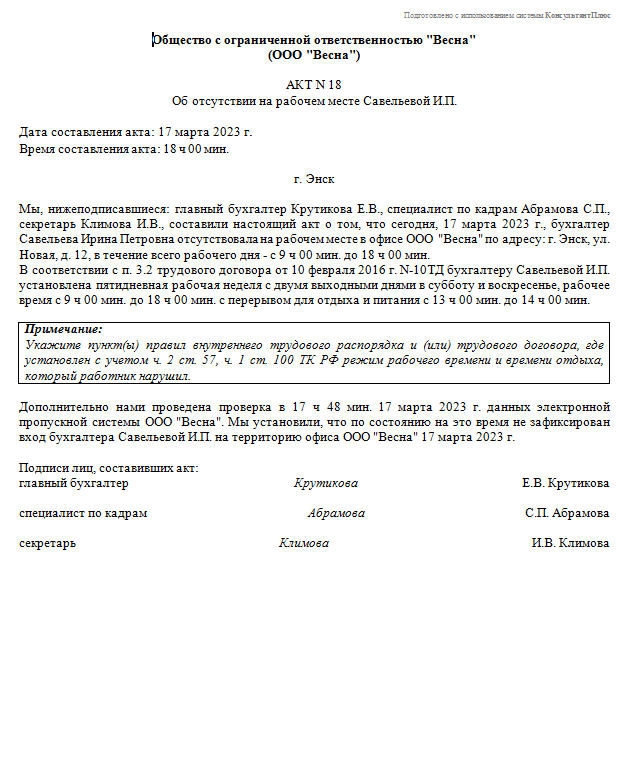 Подготовлено с использованием системы КонсультантПлюс
Общество с ограниченной ответственностью "Весна"
(ООО "Весна")
АКТ N 18
Об отсутствии на рабочем месте Савельевой И.П.
Дата составления акта: 17 марта 2023 г.
Время составления акта: 18 ч 00 мин.
г. Энск
Мы, нижеподписавшиеся: главный бухгалтер Крутикова Е.В., специалист по кадрам Абрамова С.П.,
секретарь Климова И.В., составили настоящий акт о том, что сегодня, 17 марта 2023 г., бухгалтер
Савельева Ирина Петровна отсутствовала на рабочем месте в офисе ООО "Весна" по адресу: г. Энск, ул.
Новая, д. 12, в течение всего рабочего дня - с 9 ч 00 мин. до 18 ч 00 мин.
В соответствии с п. 3.2 трудового договора от 10 февраля 2016 г. N-10ТД бухгалтеру Савельевой И.П.
установлена пятидневная рабочая неделя с двумя выходными днями в субботу и воскресенье, рабочее
время с 9 ч 00 мин. до 18 ч 00 мин. с перерывом для отдыха и питания с 13 ч 00 мин. до 14 ч 00 мин.
Примечание:
Укажите пункт(ы) правил внутреннего трудового распорядка и (или) трудового договора, где
установлен с учетом ч. 2 ст. 57, ч. 1 ст. 100 ТК РФ режим рабочего времени и времени отдыха,
который работник нарушил.
Дополнительно нами проведена проверка в 17 ч 48 мин. 17 марта 2023 г. данных электронной
пропускной системы ООО "Весна". Мы установили, что по состоянию на это время не зафиксирован
вход бухгалтера Савельевой И.П. на территорию офиса ООО "Весна" 17 марта 2023 г.
Подписи лиц, составивших акт:
главный бухгалтер Крутикова Е.В. Крутикова
специалист по кадрам Абрамова С.П. Абрамова
секретарь Климова И.В. Климова